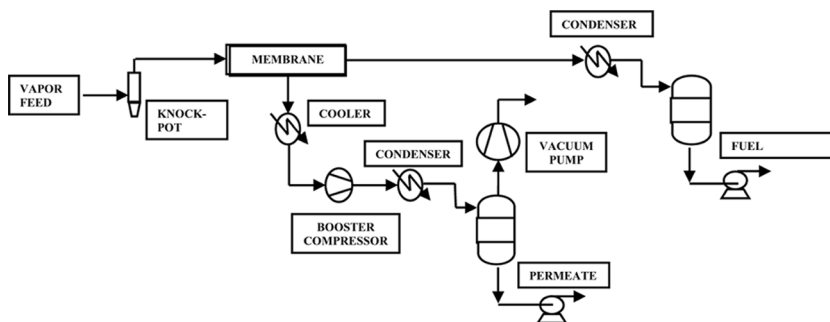 CONDENSER
MEMBRANE
VAPOR
FEED
KNOCK-
POT
COOLER
CONDENSER
VACUUM
PUMP
FUEL
BOOSTER
COMPRESSOR
PERMEATE